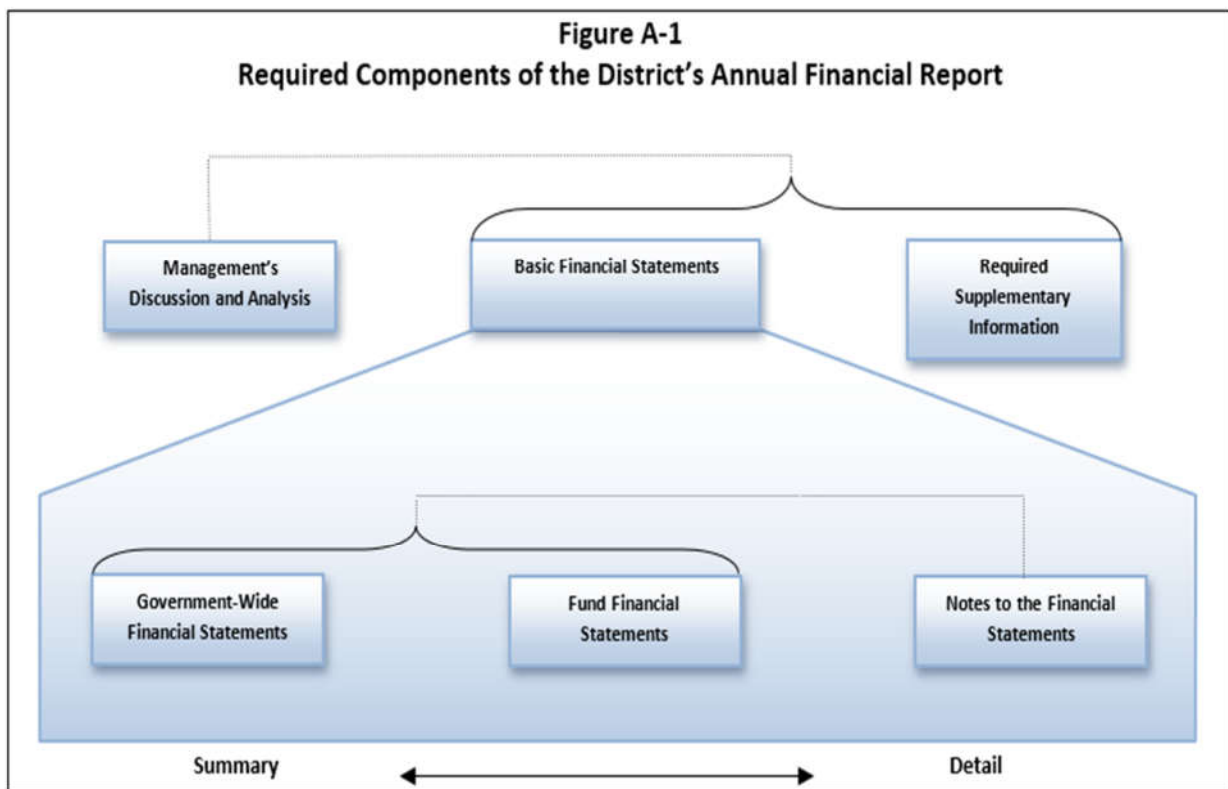 Figure A-1
Required Components of the District's Annual Financial Report
Management's
Discussion and Analysis
Basic Financial Statements
Required
Supplementary
Information
Government-Wide
Financial Statements
Fund Financial
Statements
Notes to the Financial
Statements
Summary
Detail